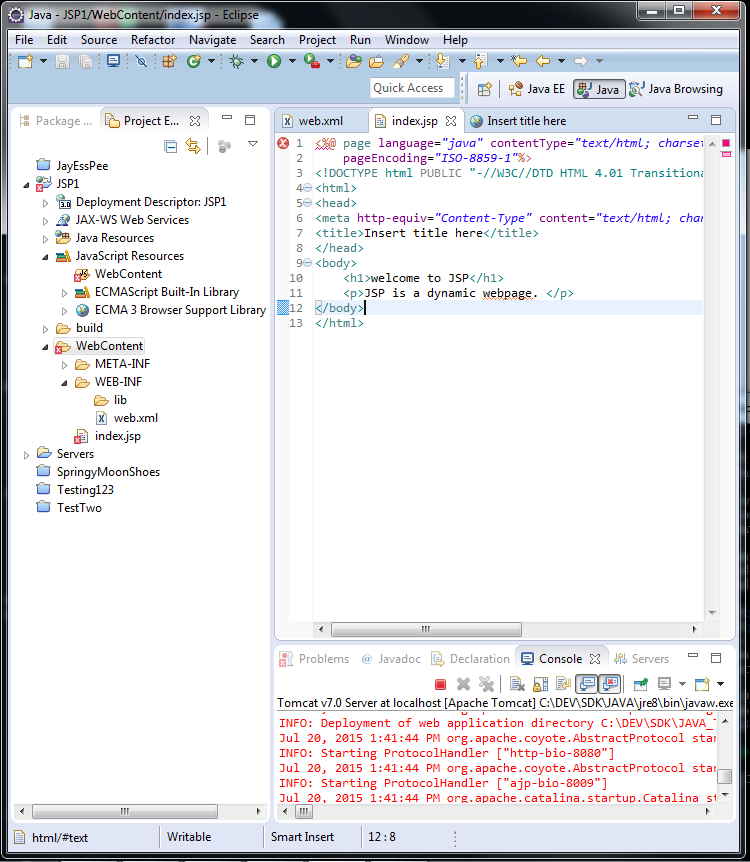 Java - JSP1/WebContent/index.jsp - Eclipse
File Edit Source Refactor Navigate Search Project Run Window Help
Quick Access
Java EE
Java
Java Browsing
Package ...
Project E...
JayEssPee
JSP1
3.0 Deployment Descriptor: JSP1
JAX-WS Web Services
Java Resources
JavaScript Resources
WebContent
ECMAScript Built-In Library
ECMA 3 Browser Support Library
build
WebContent
META-INF
WEB-INF
lib
web.xml
index.jsp
Servers
SpringyMoonShoes
Testing123
TestTwo
web.xml
index.jsp
Insert title here
1 <%@ page language="java" contentType="text/html; charset
2     pageEncoding="ISO-8859-1"%>
3 <!DOCTYPE html PUBLIC "-//W3C//DTD HTML 4.01 Transitiona
4 <html>
5 <head>
6 <meta http-equiv="Content-Type" content="text/html; char
7 <title>Insert title here</title>
8 </head>
9 <body>
10     <h1>welcome to JSP</h1>
11     <p>JSP is a dynamic webpage. </p>
12 </body>
13 </html>
Problems @ Javadoc Declaration Console Servers
Tomcat v7.0 Server at localhost [Apache Tomcat] C:\DEV\SDK\JAVA\jre8\bin\javaw.exe
INFO: Deployment of web application directory C:\DEV\SDK\JAVA_
Jul 20, 2015 1:41:44 PM org.apache.coyote.AbstractProtocol star
INFO: Starting ProtocolHandler ["http-bio-8080"]
Jul 20, 2015 1:41:44 PM org.apache.coyote.AbstractProtocol star
INFO: Starting ProtocolHandler ["ajp-bio-8009"]
Jul 20, 2015 1:41:44 PM org.apache.catalina.startup.Catalina st
html/#text
Writable
Smart Insert
12 : 8